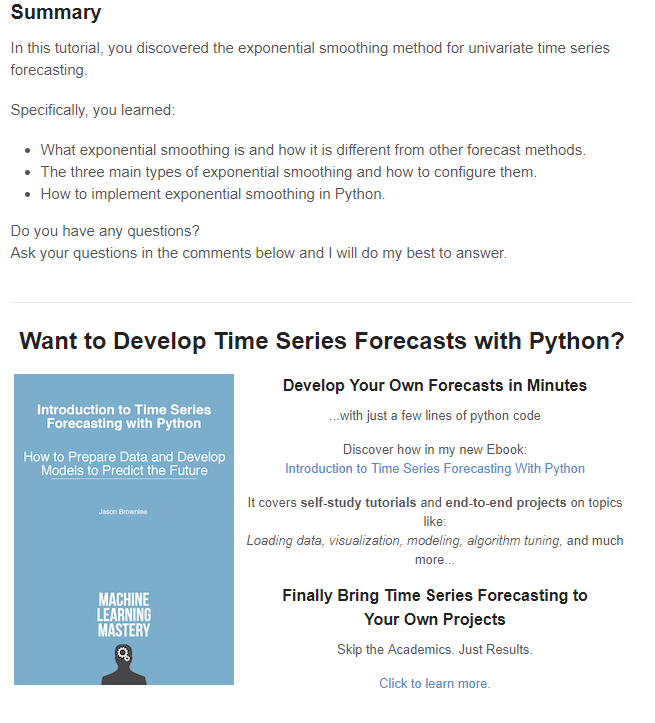 Summary
In this tutorial, you discovered the exponential smoothing method for univariate time series
forecasting.
Specifically, you learned:
• What exponential smoothing is and how it is different from other forecast methods.
• The three main types of exponential smoothing and how to configure them.
• How to implement exponential smoothing in Python.
Do you have any questions?
Ask your questions in the comments below and I will do my best to answer.
Want to Develop Time Series Forecasts with Python?
Introduction to Time Series
Forecasting with Python
How to Prepare Data and Develop
Models to Predict the Future
Jason Brownlee
MACHINE
LEARNING
MASTERY
Develop Your Own Forecasts in Minutes
...with just a few lines of python code
Discover how in my new Ebook:
Introduction to Time Series Forecasting With Python
It covers self-study tutorials and end-to-end projects on topics
like:
Loading data, visualization, modeling, algorithm tuning, and much
more...
Finally Bring Time Series Forecasting to
Your Own Projects
Skip the Academics. Just Results.
Click to learn more.